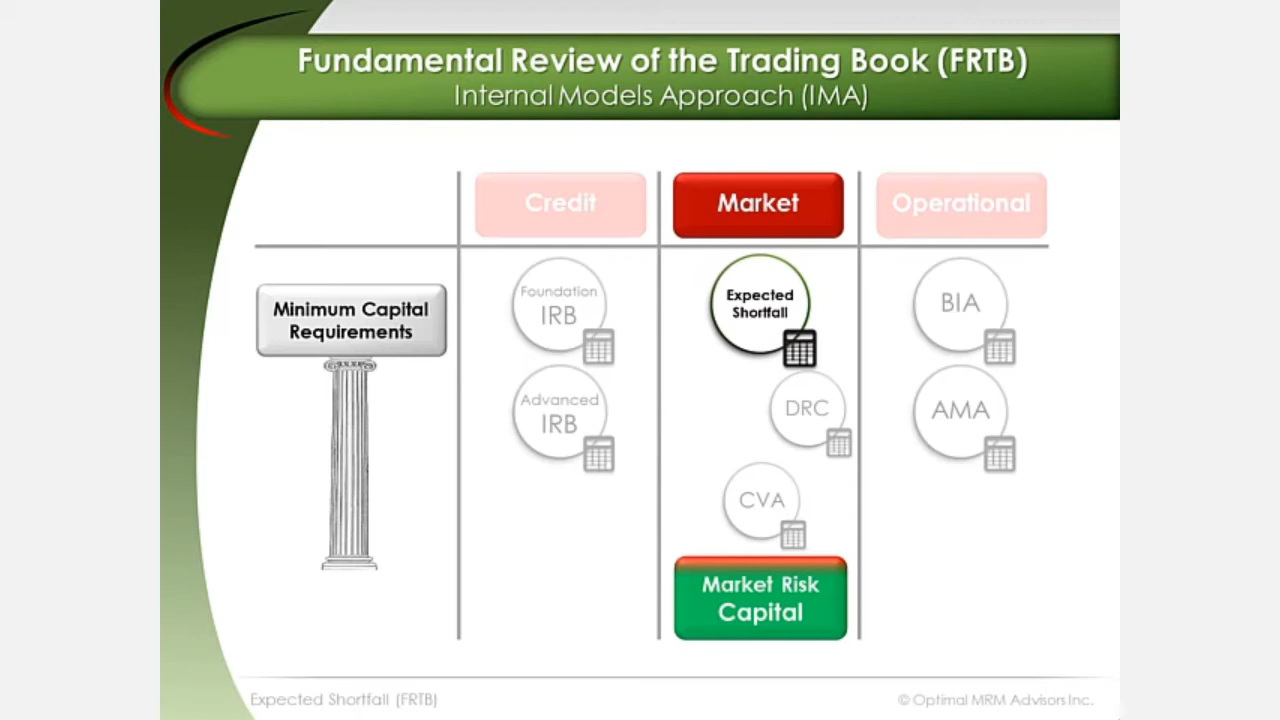 Fundamental Review of the Trading Book (FRTB)
Internal Models Approach (IMA)
Credit
Market
Operational
Minimum Capital
Requirements
Foundation
IRB
Expected
Shortfall
BIA
Advanced
IRB
DRC
AMA
CVA
Market Risk
Capital
Expected Shortfall (FRTB)
© Optimal MRM Advisors Inc.